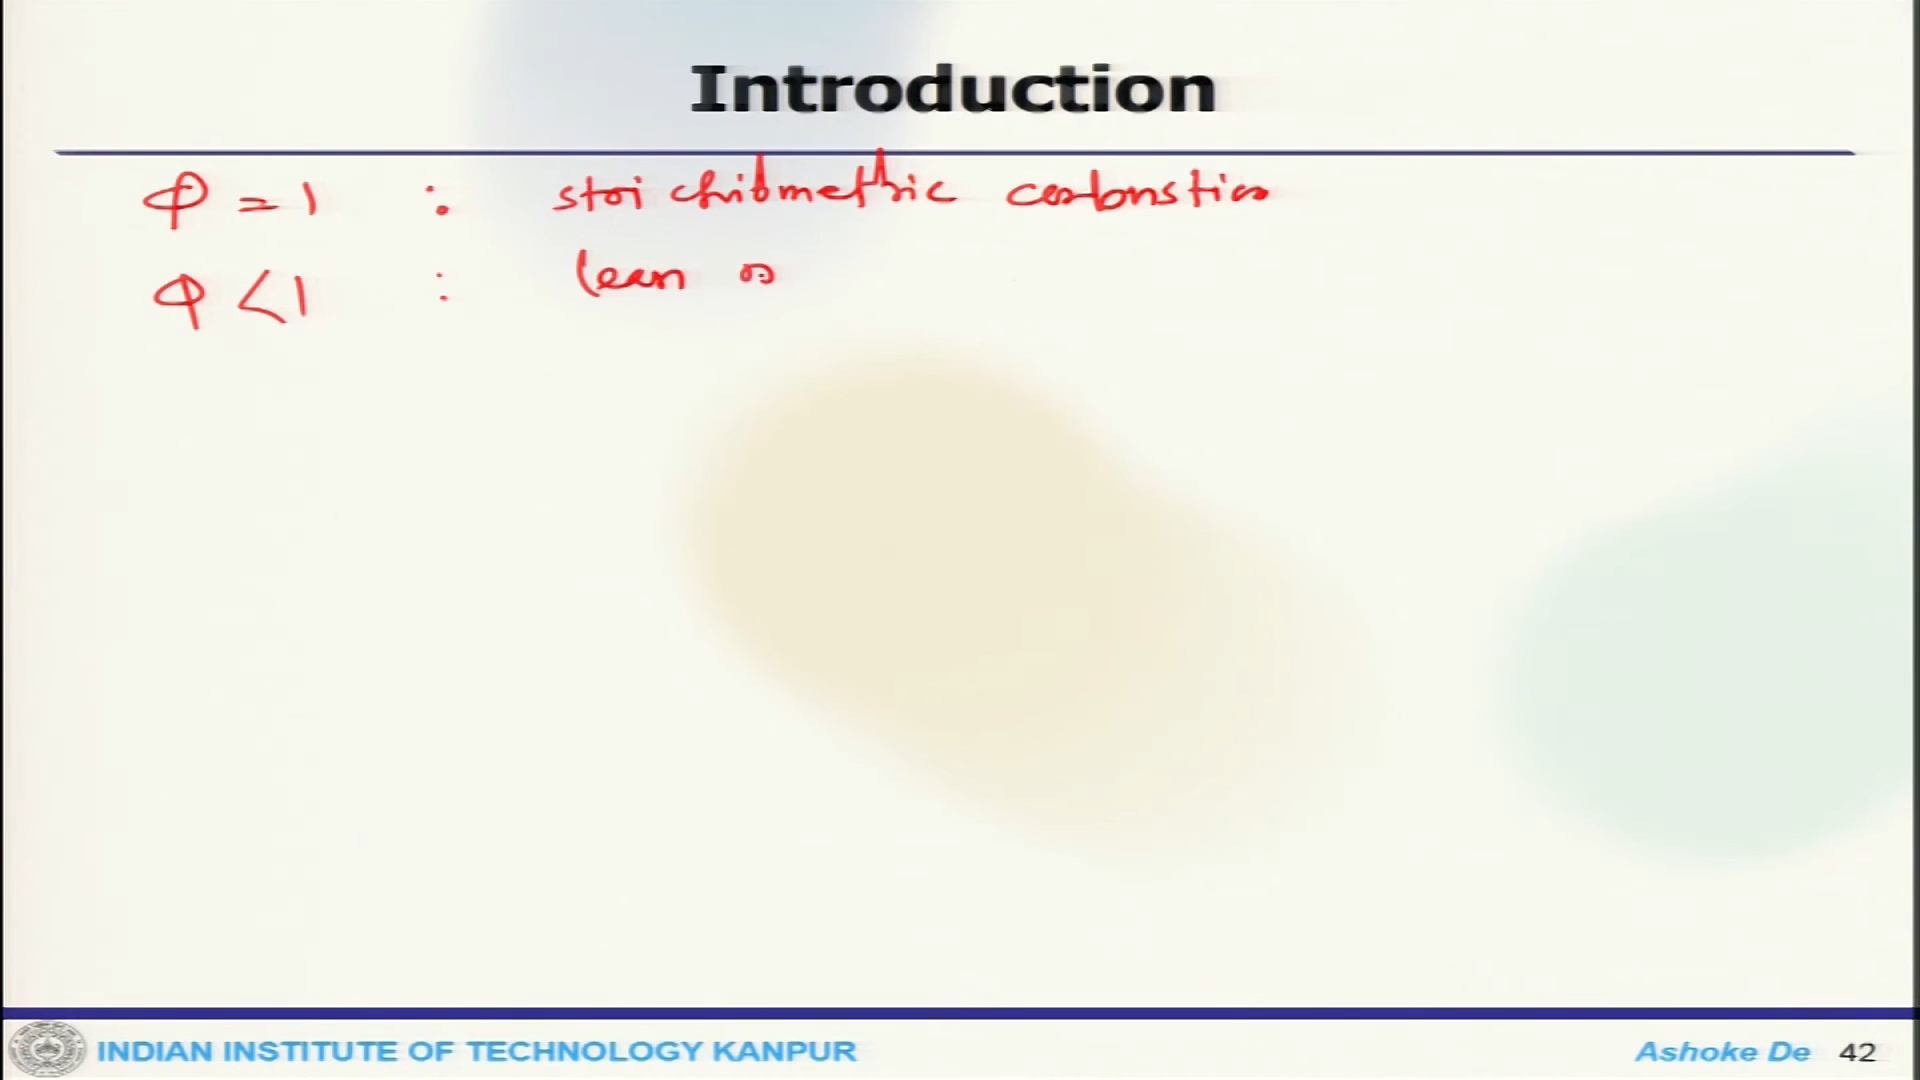 Introduction
φ = 1 : stoichiometric combustion
φ < 1 : lean
INDIAN INSTITUTE OF TECHNOLOGY KANPUR
Ashoke De 42